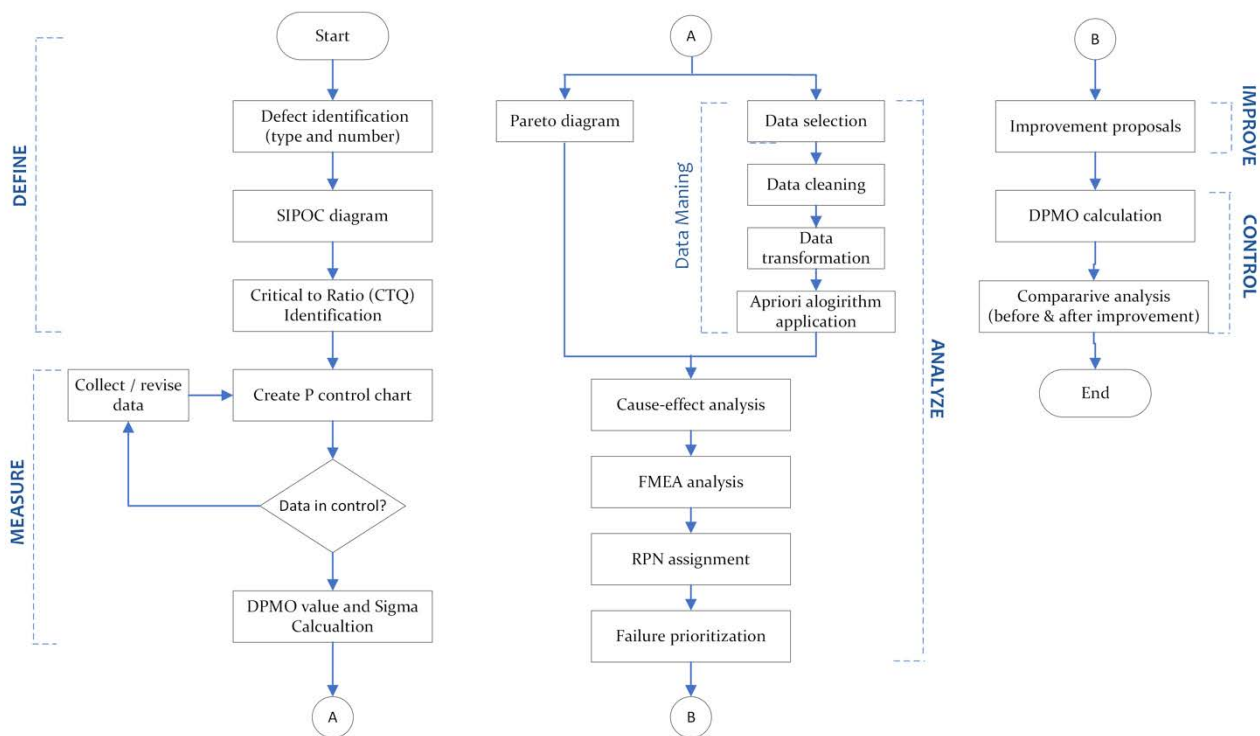 DEFINE
Start
Defect identification
(type and number)
SIPOC diagram
Critical to Ratio (CTQ)
Identification
MEASURE
Collect / revise
data
Create P control chart
Data in control?
DPMO value and Sigma
Calcualtion
A
A
Pareto diagram
Data Maning
Data selection
Data cleaning
Data
transformation
Apriori alogirithm
application
ANALYZE
Cause-effect analysis
FMEA analysis
RPN assignment
Failure prioritization
B
B
IMPROVE
Improvement proposals
CONTROL
DPMO calculation
Compararive analysis
(before & after improvement)
End